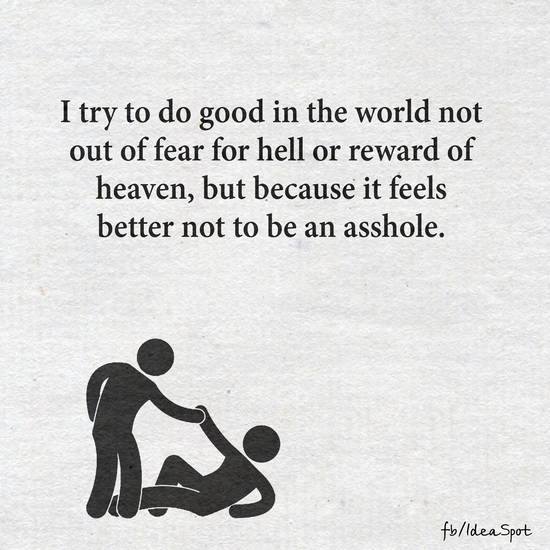 I try to do good in the world not
out of fear for hell or reward of
heaven, but because it feels
better not to be an asshole.
fb/IdeaSpot